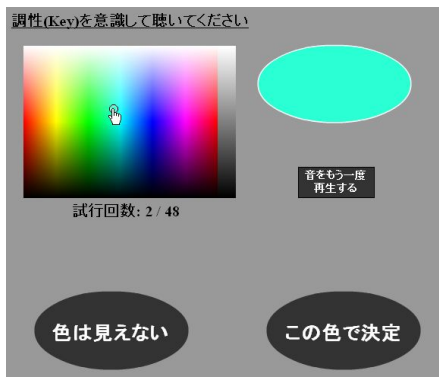 調性(Key)を意識して聴いてください
音をもう一度
再生する
試行回数: 2 / 48
色は見えない
この色で決定